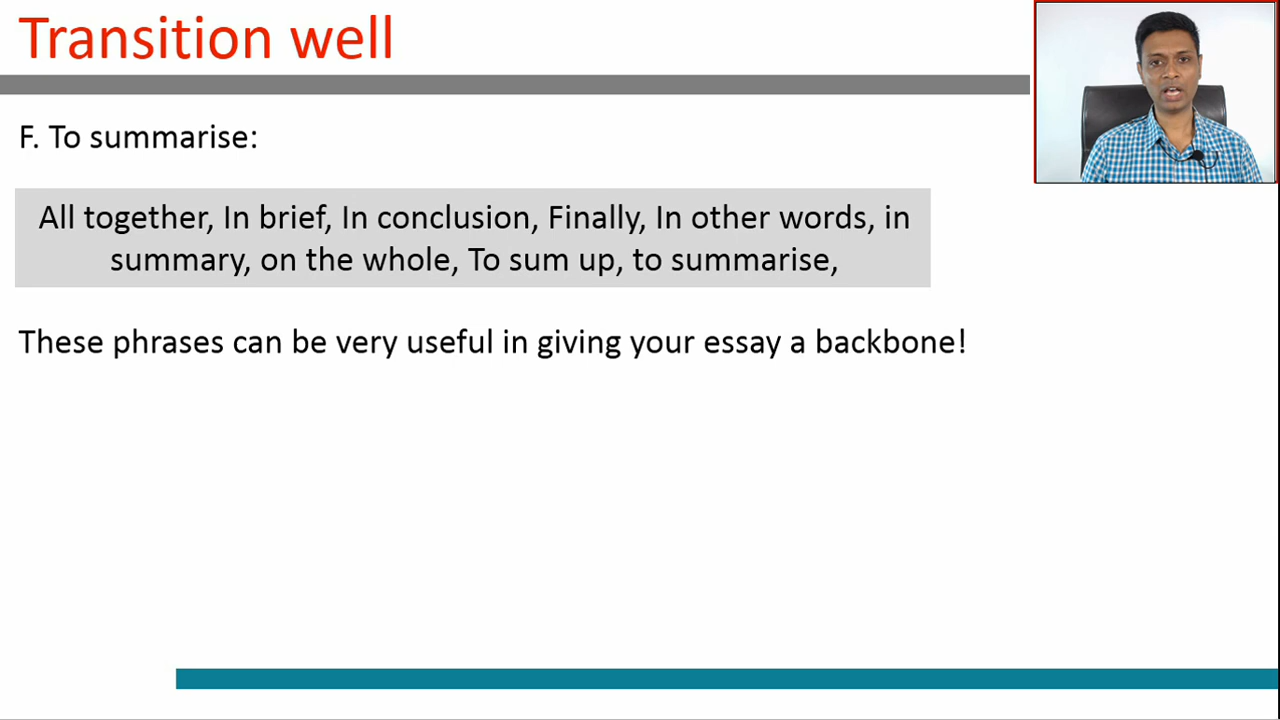 Transition well
F. To summarise:
All together, In brief, In conclusion, Finally, In other words, in
summary, on the whole, To sum up, to summarise,
These phrases can be very useful in giving your essay a backbone!